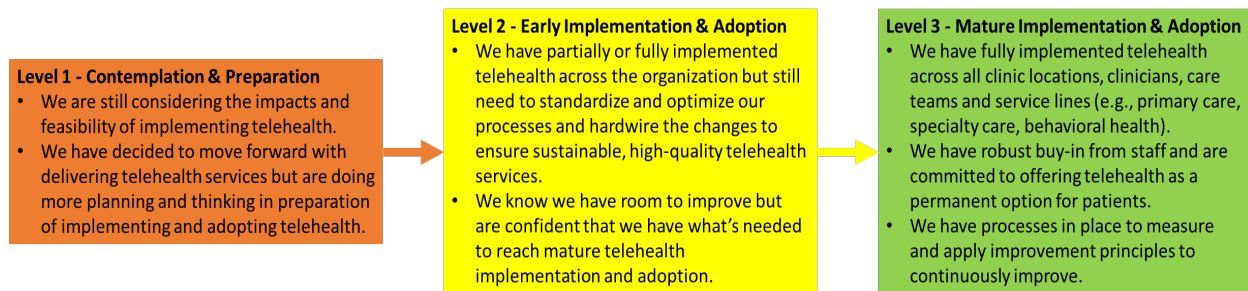 Level 1 - Contemplation & Preparation
• We are still considering the impacts and
feasibility of implementing telehealth.
• We have decided to move forward with
delivering telehealth services but are doing
more planning and thinking in preparation
of implementing and adopting telehealth.
Level 2 - Early Implementation & Adoption
• We have partially or fully implemented
telehealth across the organization but still
need to standardize and optimize our
processes and hardwire the changes to
ensure sustainable, high-quality telehealth
services.
• We know we have room to improve but
are confident that we have what's needed
to reach mature telehealth
implementation and adoption.
Level 3 - Mature Implementation & Adoption
• We have fully implemented telehealth
across all clinic locations, clinicians, care
teams and service lines (e.g., primary care,
specialty care, behavioral health).
• We have robust buy-in from staff and are
committed to offering telehealth as a
permanent option for patients.
• We have processes in place to measure
and apply improvement principles to
continuously improve.